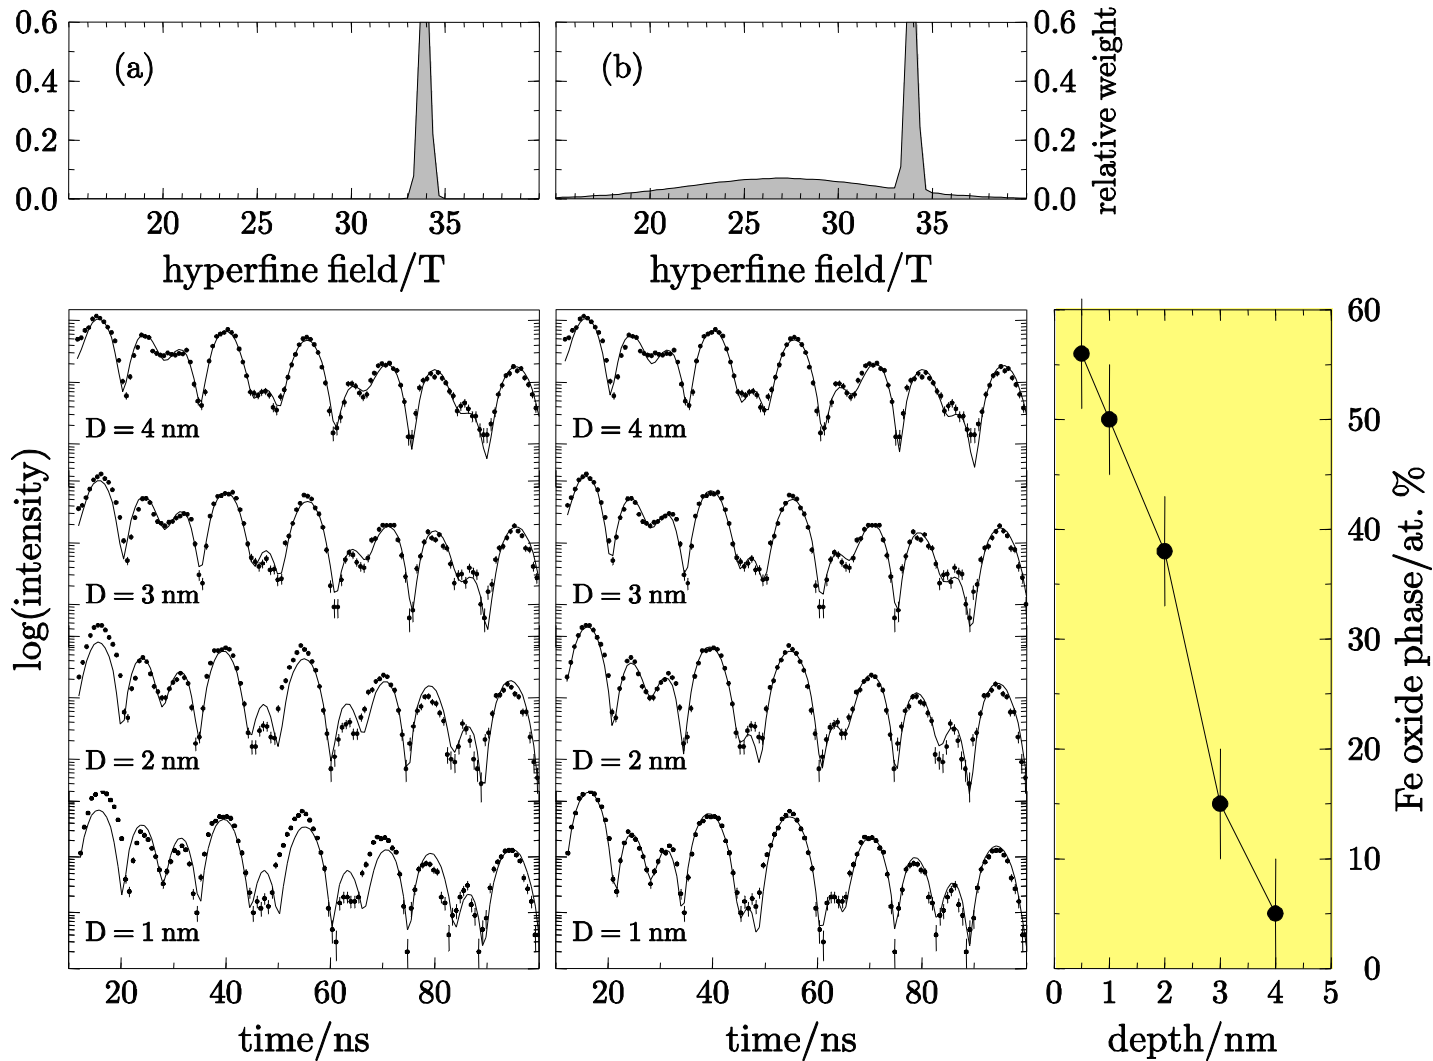 0.6
0.4
0.2
0.0
(a)
20 25 30 35
hyperfine field/T
(b)
20 25 30 35
hyperfine field/T
0.6
0.4
0.2
0.0
relative weight
log(intensity)
D = 4 nm
D = 3 nm
D = 2 nm
D = 1 nm
20 40 60 80
time/ns
D = 4 nm
D = 3 nm
D = 2 nm
D = 1 nm
20 40 60 80
time/ns
60
50
40
30
20
10
0
Fe oxide phase/at. %
0 1 2 3 4 5
depth/nm